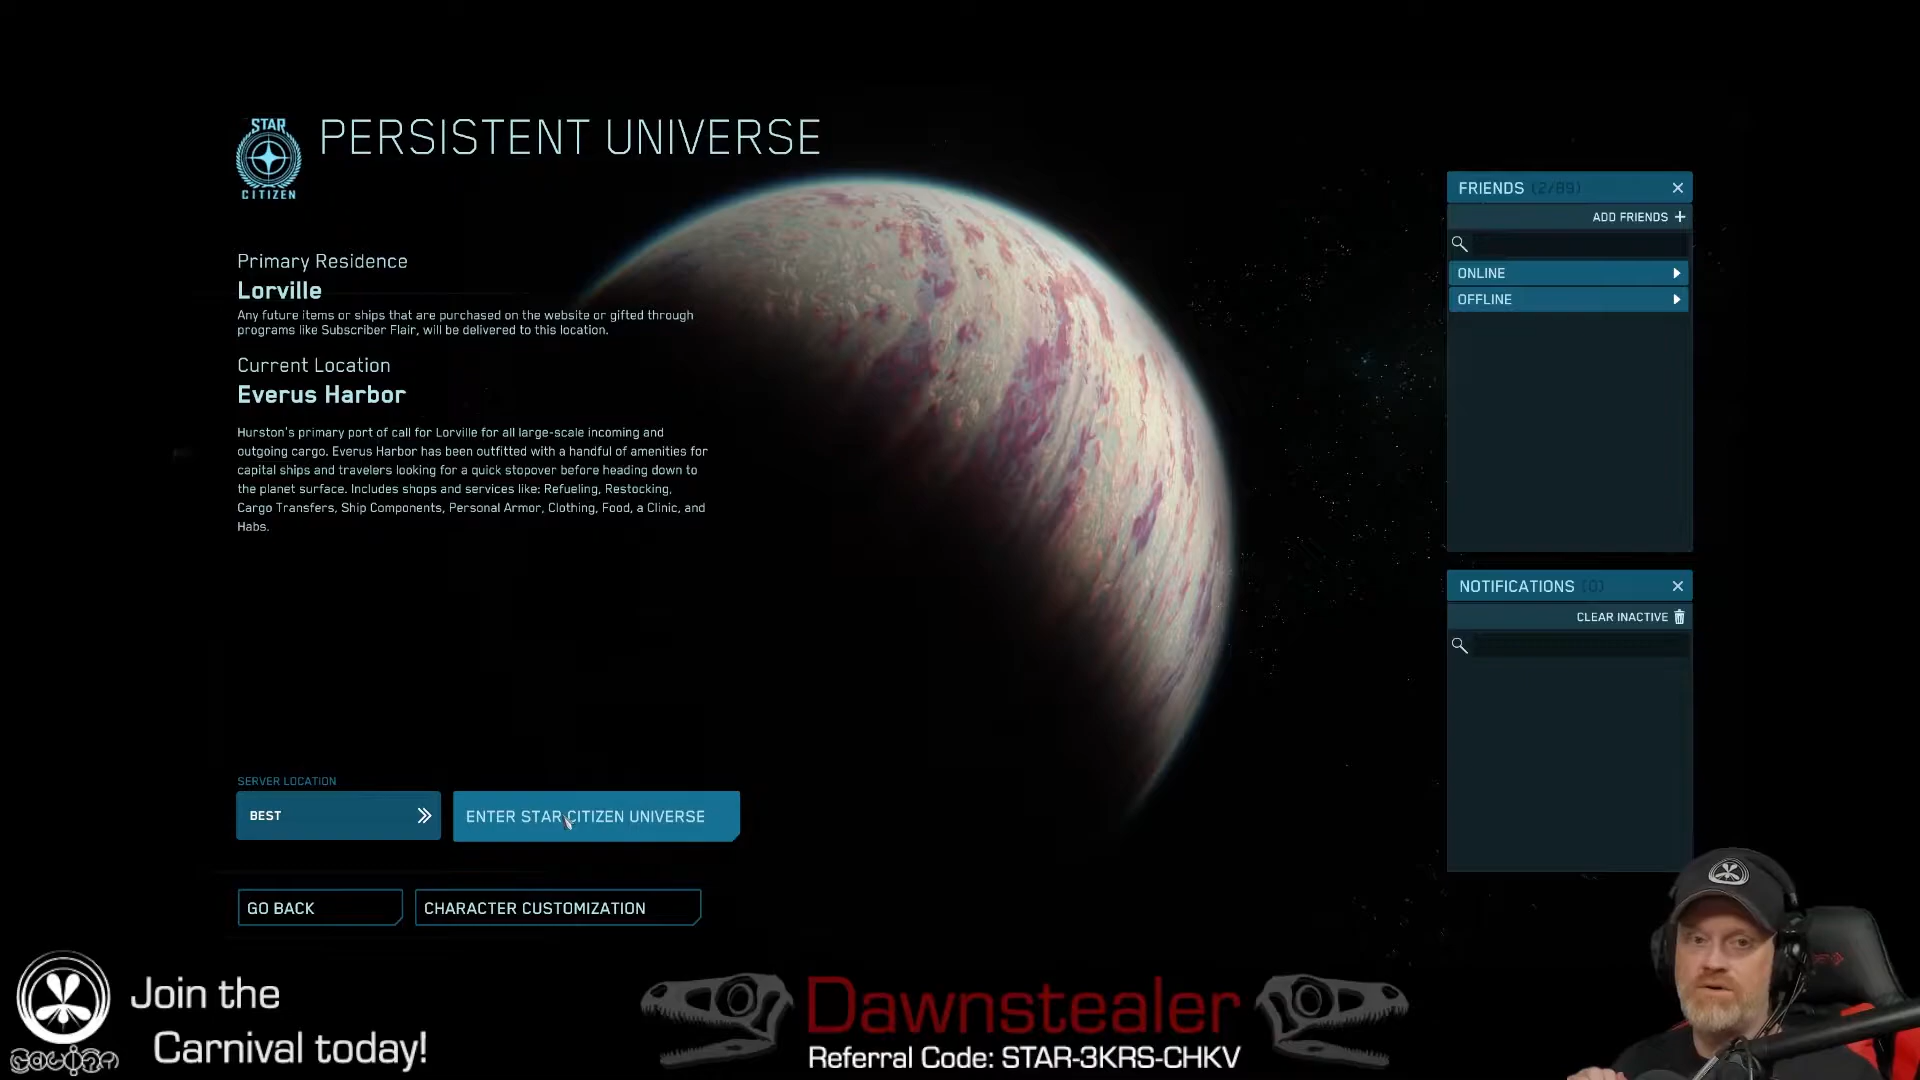 STAR
CITIZEN
PERSISTENT UNIVERSE
Primary Residence
Lorville
Any future items or ships that are purchased on the website or gifted through
programs like Subscriber Flair, will be delivered to this location.
Current Location
Everus Harbor
Hurston's primary port of call for Lorville for all large-scale incoming and
outgoing cargo. Everus Harbor has been outfitted with a handful of amenities for
capital ships and travelers looking for a quick stopover before heading down to
the planet surface. Includes shops and services like: Refueling, Restocking,
Cargo Transfers, Ship Components, Personal Armor, Clothing, Food, a Clinic, and
Habs.
SERVER LOCATION
BEST
ENTER STAR CITIZEN UNIVERSE
GO BACK
CHARACTER CUSTOMIZATION
FRIENDS (2/89)
ADD FRIENDS +
ONLINE
OFFLINE
NOTIFICATIONS (0)
CLEAR INACTIVE
Join the
Carnival today!
Dawnstealer
Referral Code: STAR-3KRS-CHKV